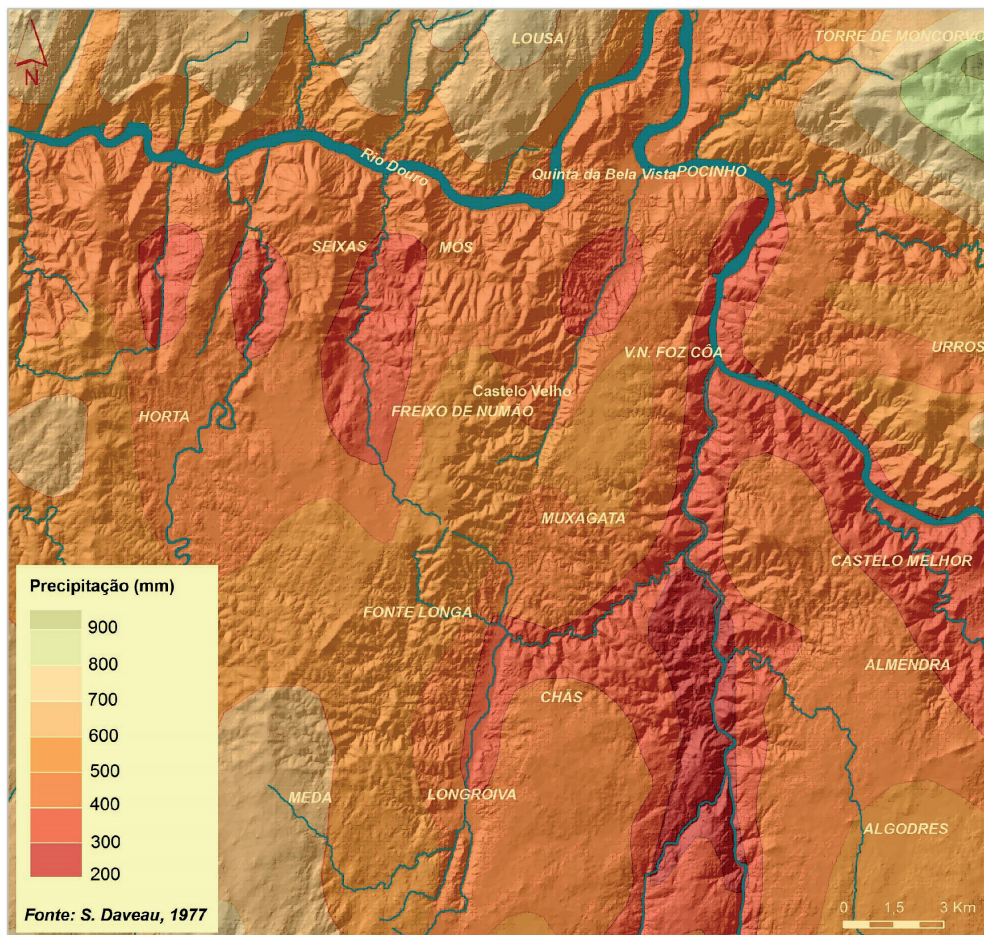 LOUSA
TORRE DE MONCORVO
N
Rio Douro
Quinta da Bela Vista
POCINHO
SEIXAS
MÓS
V.N. FOZ CÔA
URROS
Castelo Velho
FREIXO DE NUMÃO
HORTA
MUXAGATA
CASTELO MELHOR
FONTE LONGA
ALMENDRA
CHÃS
MEDA
LONGROIVA
ALGODRES
Precipitação (mm)
900
800
700
600
500
400
300
200
Fonte: S. Daveau, 1977
0 1,5 3 Km